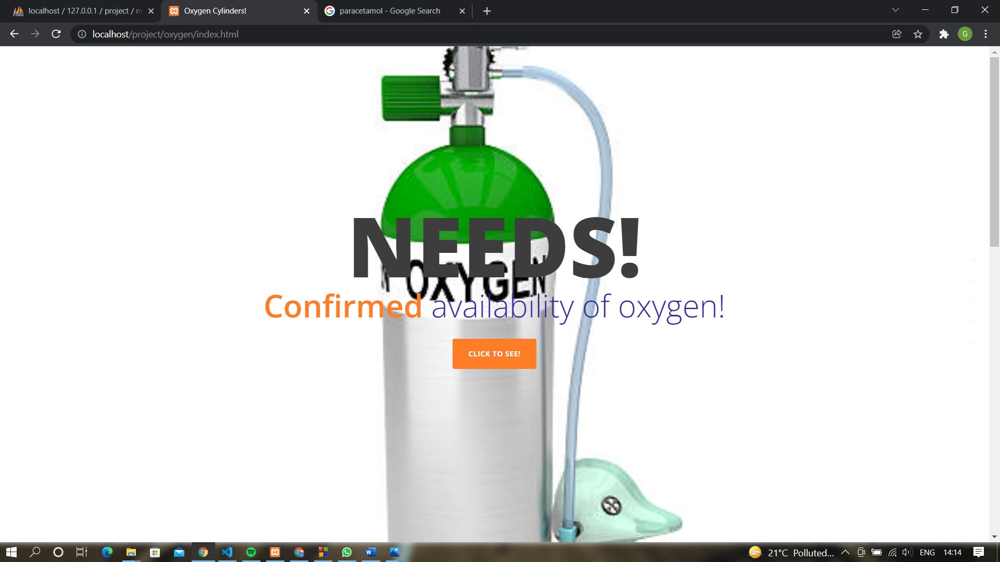 localhost / 127.0.0.1 / project / m
Oxygen Cylinders!
paracetamol - Google Search
localhost/project/oxygen/index.html
G
NEEDS!
OXYGEN
Confirmed availability of oxygen!
CLICK TO SEE!
21°C Polluted...
ENG
14:14